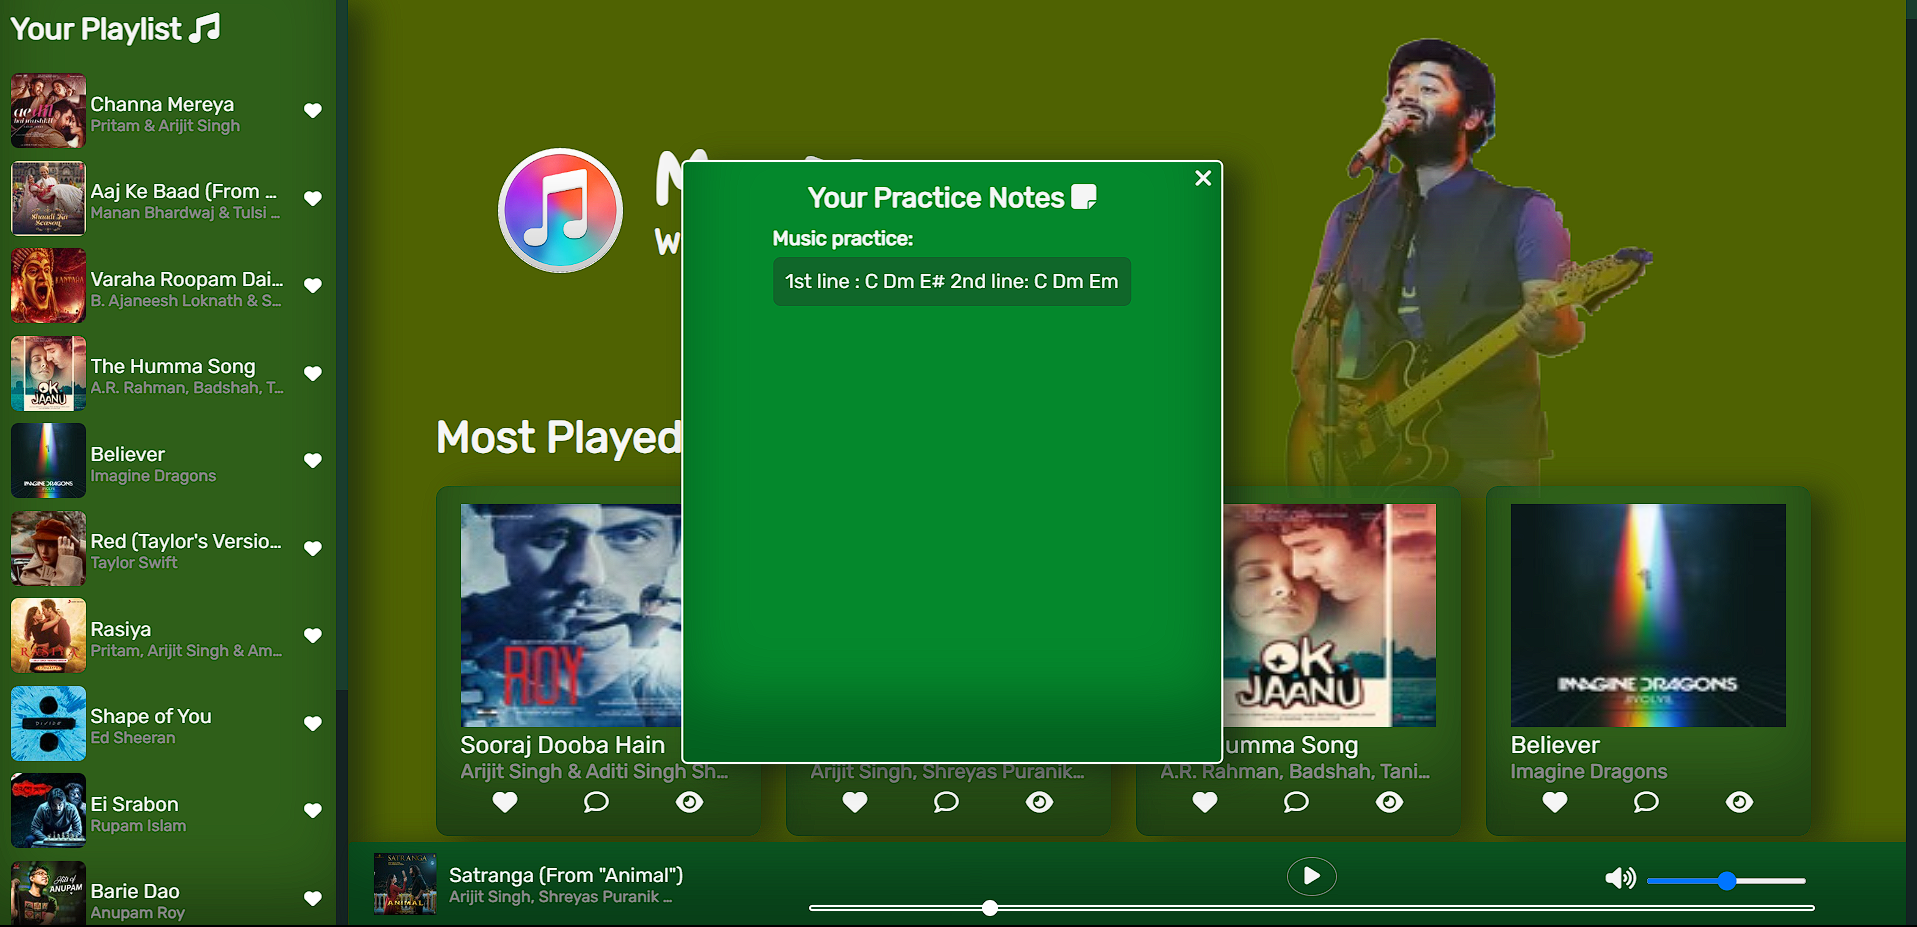 Your Playlist
Channa Mereya
Pritam & Arijit Singh
Aaj Ke Baad (From ...
Manan Bhardwaj & Tulsi ...
Varaha Roopam Dai...
B. Ajaneesh Loknath & S...
The Humma Song
A.R. Rahman, Badshah, T...
Believer
Imagine Dragons
Red (Taylor's Versio...
Taylor Swift
Rasiya
Pritam, Arijit Singh & Am...
Shape of You
Ed Sheeran
Ei Srabon
Rupam Islam
Barie Dao
Anupam Roy
Your Practice Notes
Music practice:
1st line : C Dm E# 2nd line: C Dm Em
Most Played
ROY
OK
JAANU
IMAGINE DRAGONS
EVOLVE
Sooraj Dooba Hain
Arijit Singh & Aditi Singh Sh...
Arijit Singh, Shreyas Puranik...
umma Song
A.R. Rahman, Badshah, Tani...
Believer
Imagine Dragons
Satranga (From "Animal")
Arijit Singh, Shreyas Puranik ...